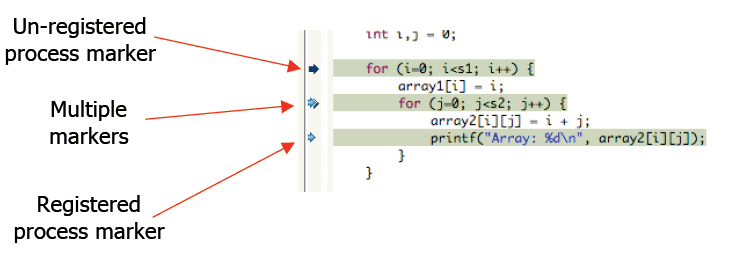 Un-registered
process marker
Multiple
markers
Registered
process marker
int i,j = 0;
for (i=0; i<s1; i++) {
array1[i] = i;
for (j=0; j<s2; j++) {
array2[i][j] = i + j;
printf("Array: %d\n", array2[i][j]);
}
}